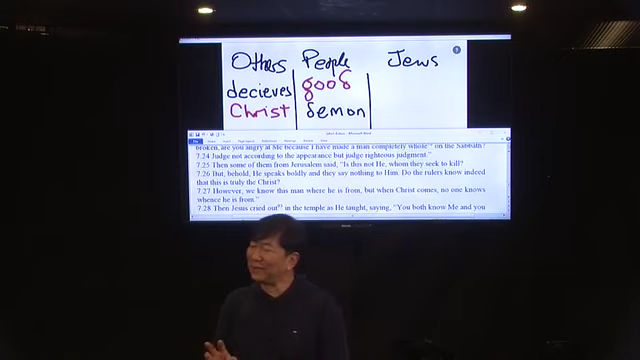 Others People Jews
decieves good
Christ demon
broken, are you angry at Me because I have made a man completely whole on the Sabbath?
7.24 Judge not according to the appearance but judge righteous judgment."
7.25 Then some of them from Jerusalem said, "Is this not He, whom they seek to kill?
7.26 But, behold, He speaks boldly and they say nothing to Him. Do the rulers know indeed
that this is truly the Christ?
7.27 However, we know this man where he is from, but when Christ comes, no one knows
whence he is from."
7.28 Then Jesus cried out in the temple as He taught, saying, "You both know Me and you